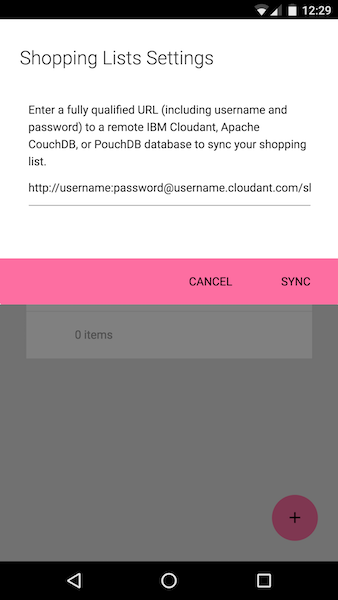 12:29
Shopping Lists Settings
Enter a fully qualified URL (including username and
password) to a remote IBM Cloudant, Apache
CouchDB, or PouchDB database to sync your shopping
list.
http://username:password@username.cloudant.com/sl
CANCEL SYNC
0 items
+